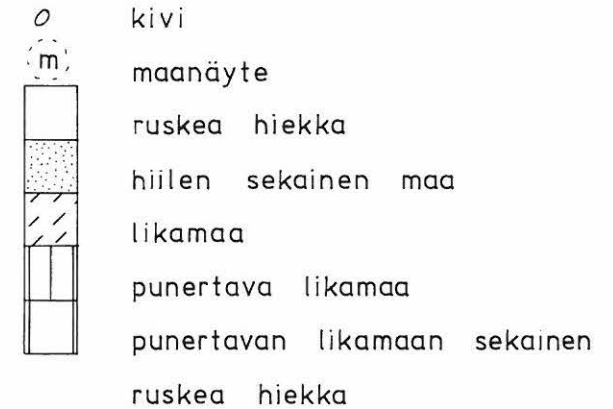 kivi
m maanäyte
ruskea hiekka
hiilen sekainen maa
likamaa
punertava likamaa
punertavan likamaan sekainen
ruskea hiekka